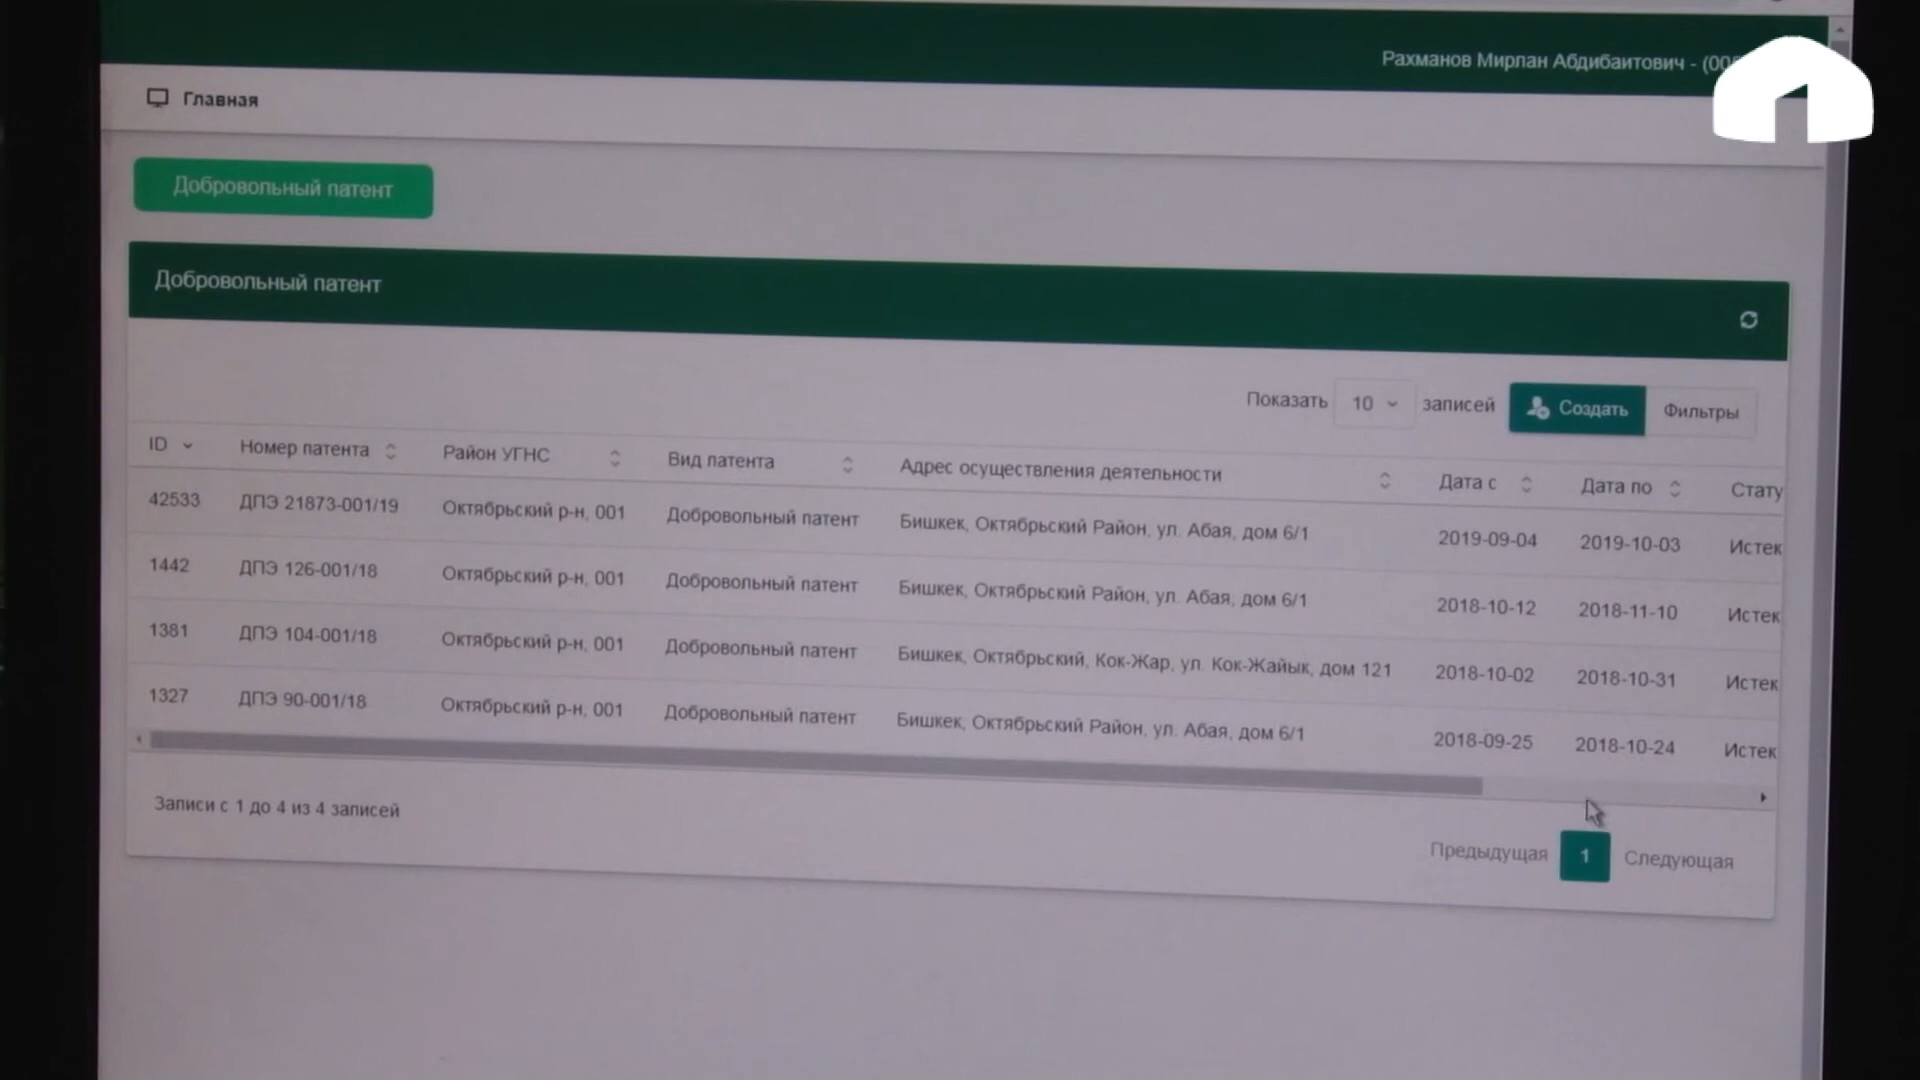 Рахманов Мирлан Абдибаитович - (00
Главная
Добровольный патент
Добровольный патент
Показать 10 записей Создать Фильтры
ID Номер патента Район УГНС Вид патента Адрес осуществления деятельности Дата с Дата по Стату
42533 ДПЭ 21873-001/19 Октябрьский р-н, 001 Добровольный патент Бишкек, Октябрьский Район, ул. Абая, дом 6/1 2019-09-04 2019-10-03 Истек
1442 ДПЭ 126-001/18 Октябрьский р-н, 001 Добровольный патент Бишкек, Октябрьский Район, ул. Абая, дом 6/1 2018-10-12 2018-11-10 Истек
1381 ДПЭ 104-001/18 Октябрьский р-н, 001 Добровольный патент Бишкек, Октябрьский, Кок-Жар, ул. Кок-Жайык, дом 121 2018-10-02 2018-10-31 Истек
1327 ДПЭ 90-001/18 Октябрьский р-н, 001 Добровольный патент Бишкек, Октябрьский Район, ул. Абая, дом 6/1 2018-09-25 2018-10-24 Истек
Записи с 1 до 4 из 4 записей
Предыдущая 1 Следующая